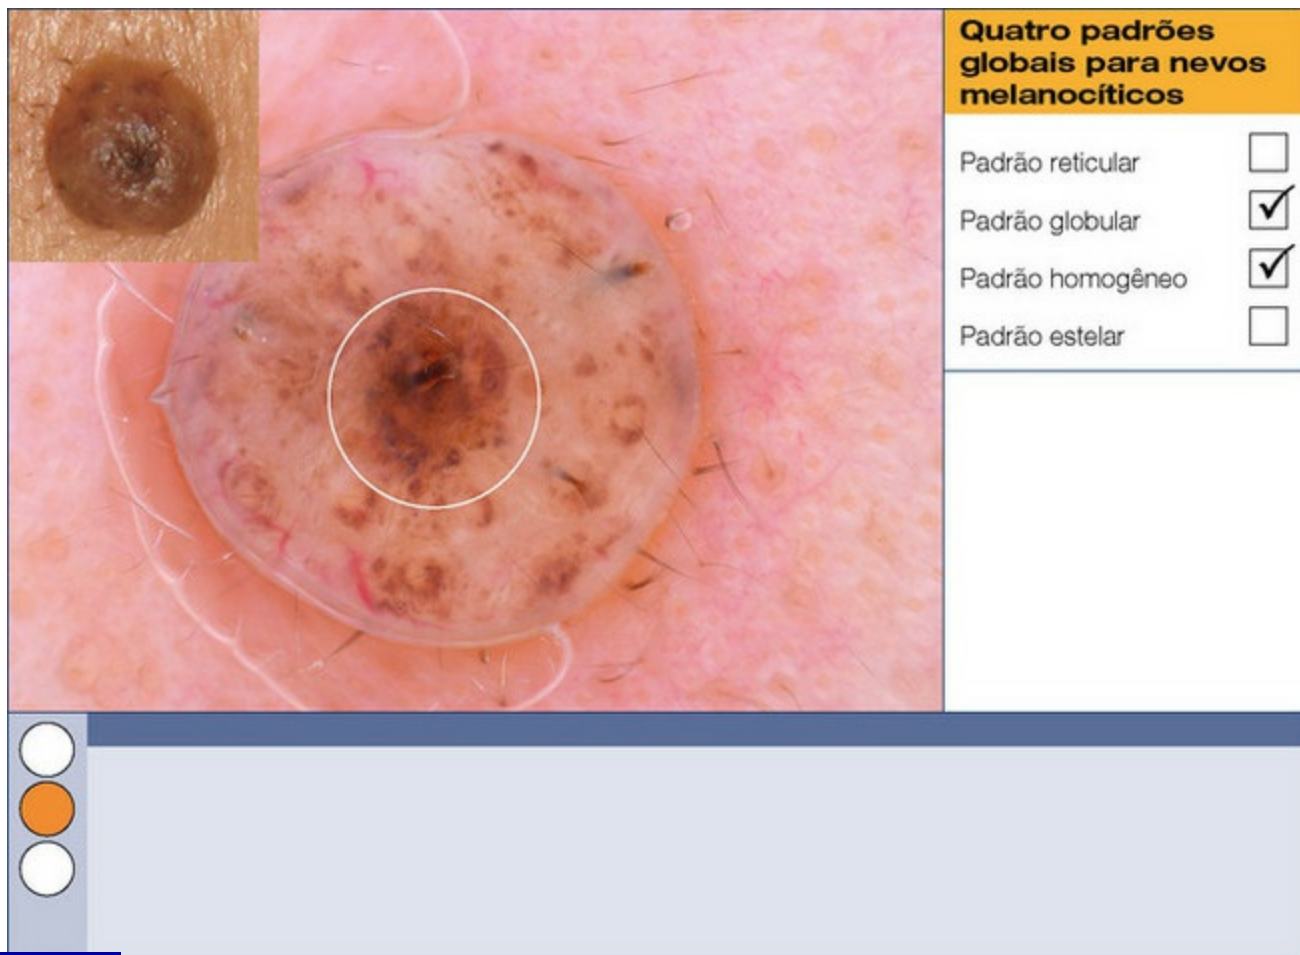 Quatro padrões
globais para nevos
melanocíticos
Padrão reticular
Padrão globular
Padrão homogêneo
Padrão estelar